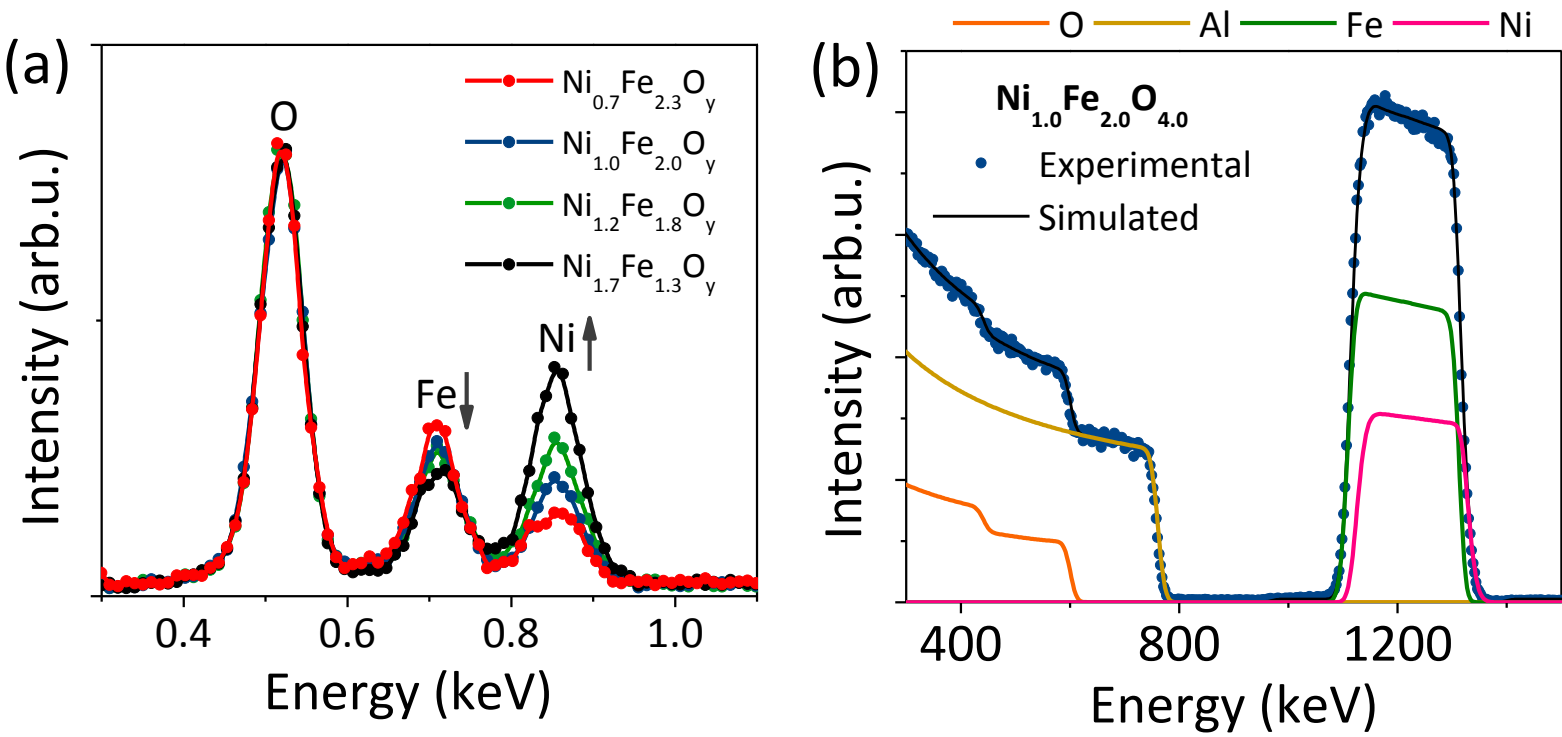 (a)
O
Fe
Ni
Ni0.7Fe2.3Oy
Ni1.0Fe2.0Oy
Ni1.2Fe1.8Oy
Ni1.7Fe1.3Oy
Intensity (arb.u.)
0.4 0.6 0.8 1.0
Energy (keV)
O Al Fe Ni
(b)
Ni1.0Fe2.0O4.0
Experimental
Simulated
Intensity (arb.u.)
400 800 1200
Energy (keV)